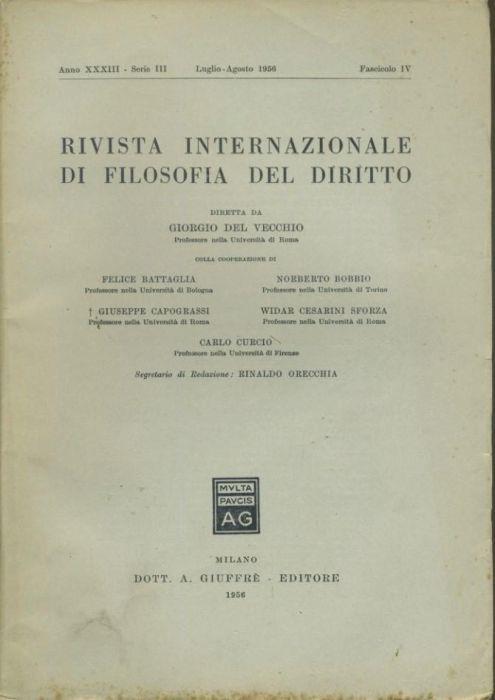 Anno XXXIII - Serie III Luglio-Agosto 1956 Fascicolo IV
RIVISTA INTERNAZIONALE
DI FILOSOFIA DEL DIRITTO
DIRETTA DA
GIORGIO DEL VECCHIO
Professore nella Università di Roma
COLLA COOPERAZIONE DI
FELICE BATTAGLIA
Professore nella Università di Bologna
NORBERTO BOBBIO
Professore nella Università di Torino
† GIUSEPPE CAPOGRASSI
Professore nella Università di Roma
WIDAR CESARINI SFORZA
Professore nella Università di Roma
CARLO CURCIO
Professore nella Università di Firenze
Segretario di Redazione: RINALDO ORECCHIA
MVLTA
PAVCIS
AG
MILANO
DOTT. A. GIUFFRÈ - EDITORE
1956